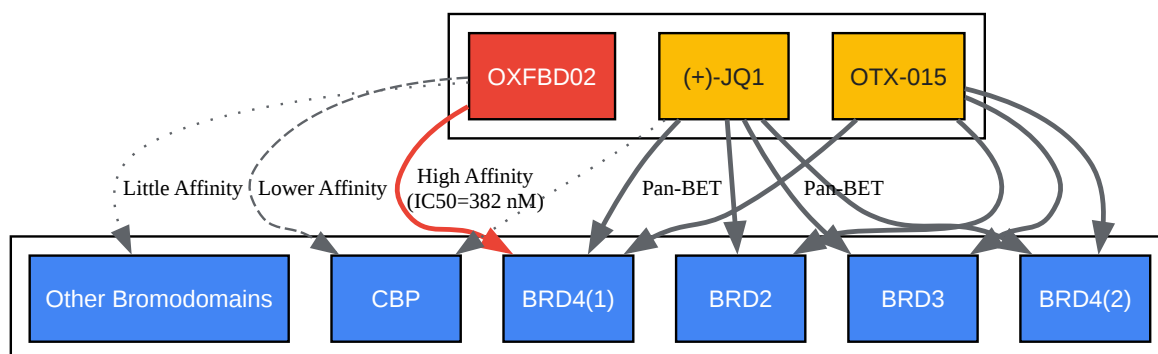 OXFBD02
(+)-JQ1
OTX-015
Little Affinity
Lower Affinity
High Affinity
(IC50=382 nM)
Pan-BET
Pan-BET
Other Bromodomains
CBP
BRD4(1)
BRD2
BRD3
BRD4(2)